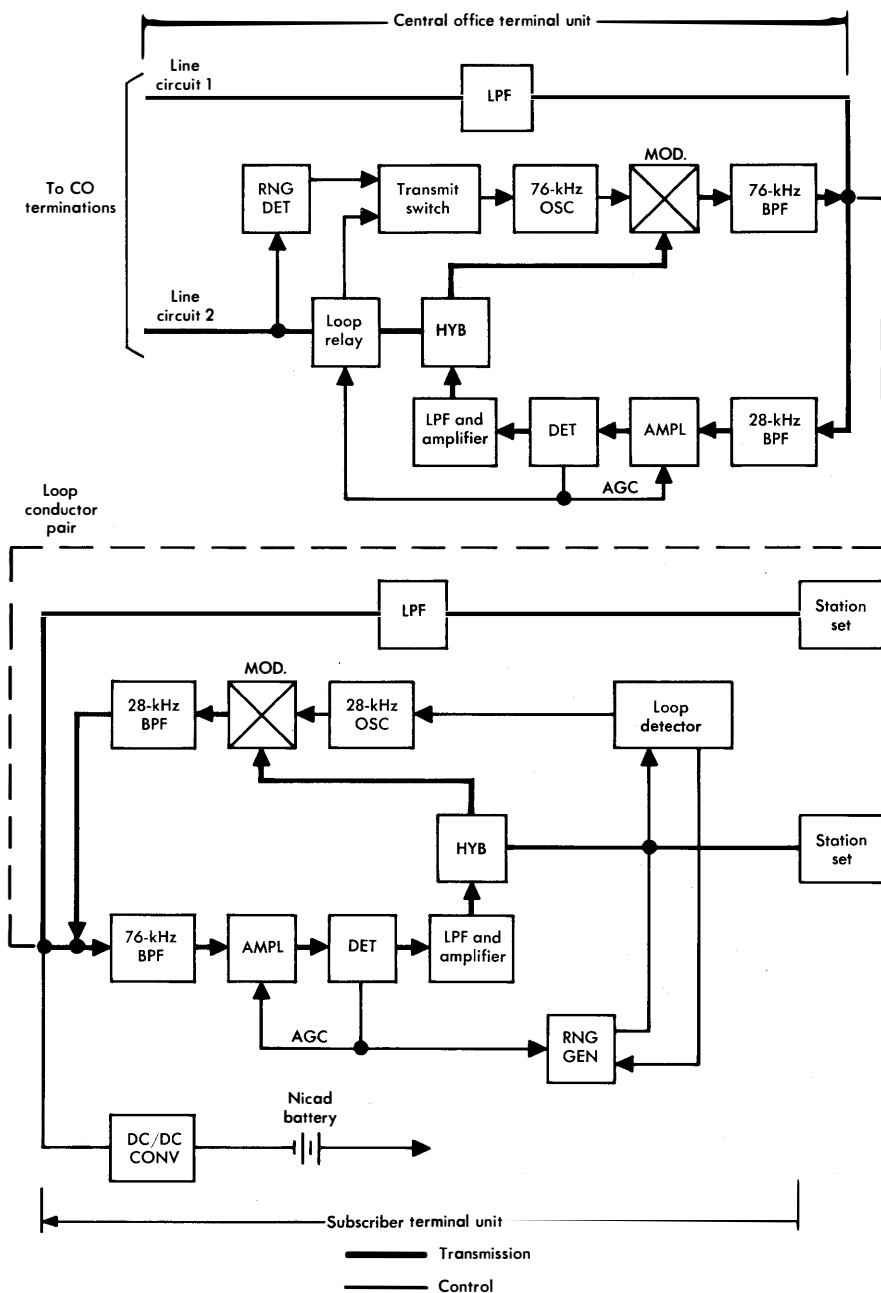 Central office terminal unit
Line
circuit 1
LPF
To CO
terminations
RNG
DET
Transmit
switch
76-kHz
OSC
MOD.
76-kHz
BPF
Line
circuit 2
Loop
relay
HYB
LPF and
amplifier
DET
AMPL
28-kHz
BPF
AGC
Loop
conductor
pair
LPF
Station
set
MOD.
28-kHz
BPF
28-kHz
OSC
Loop
detector
HYB
Station
set
76-kHz
BPF
AMPL
DET
LPF and
amplifier
AGC
RNG
GEN
Nicad
battery
DC/DC
CONV
Subscriber terminal unit
Transmission
Control